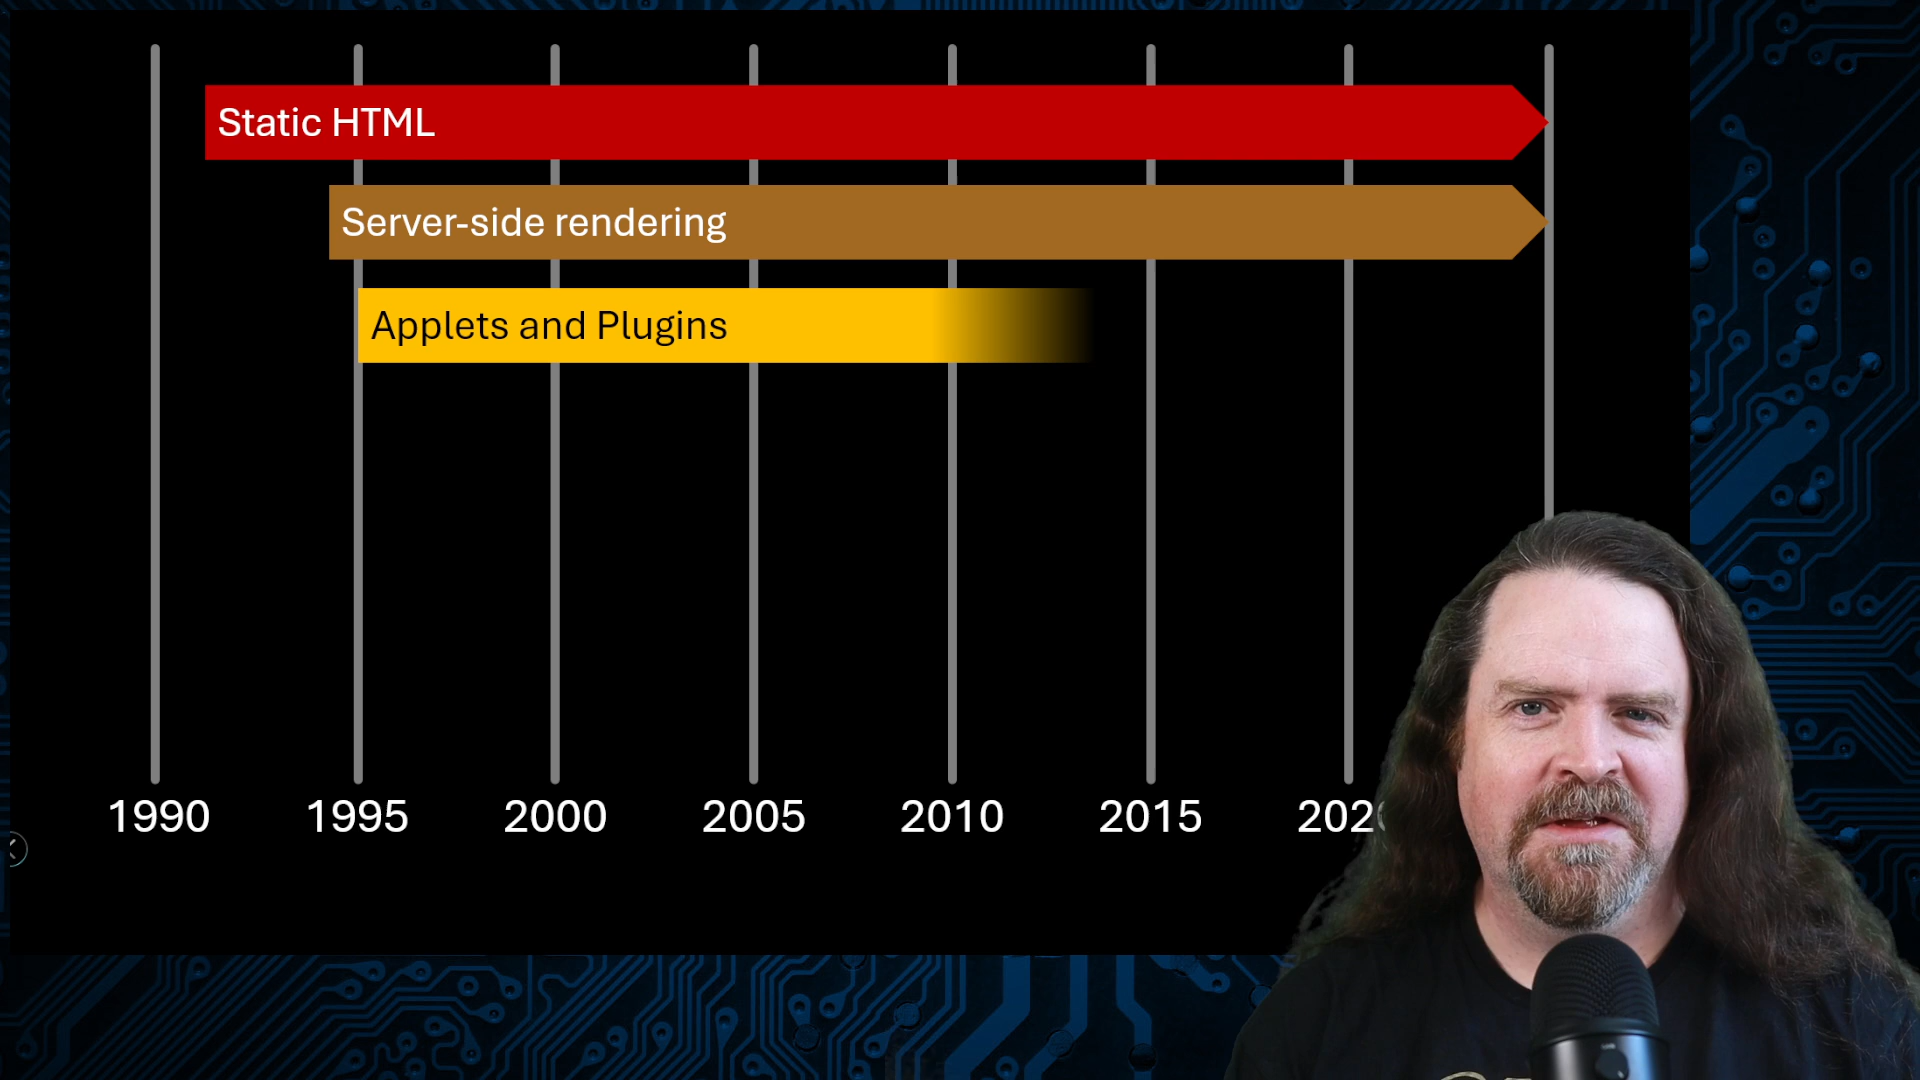 Static HTML
Server-side rendering
Applets and Plugins
1990 1995 2000 2005 2010 2015